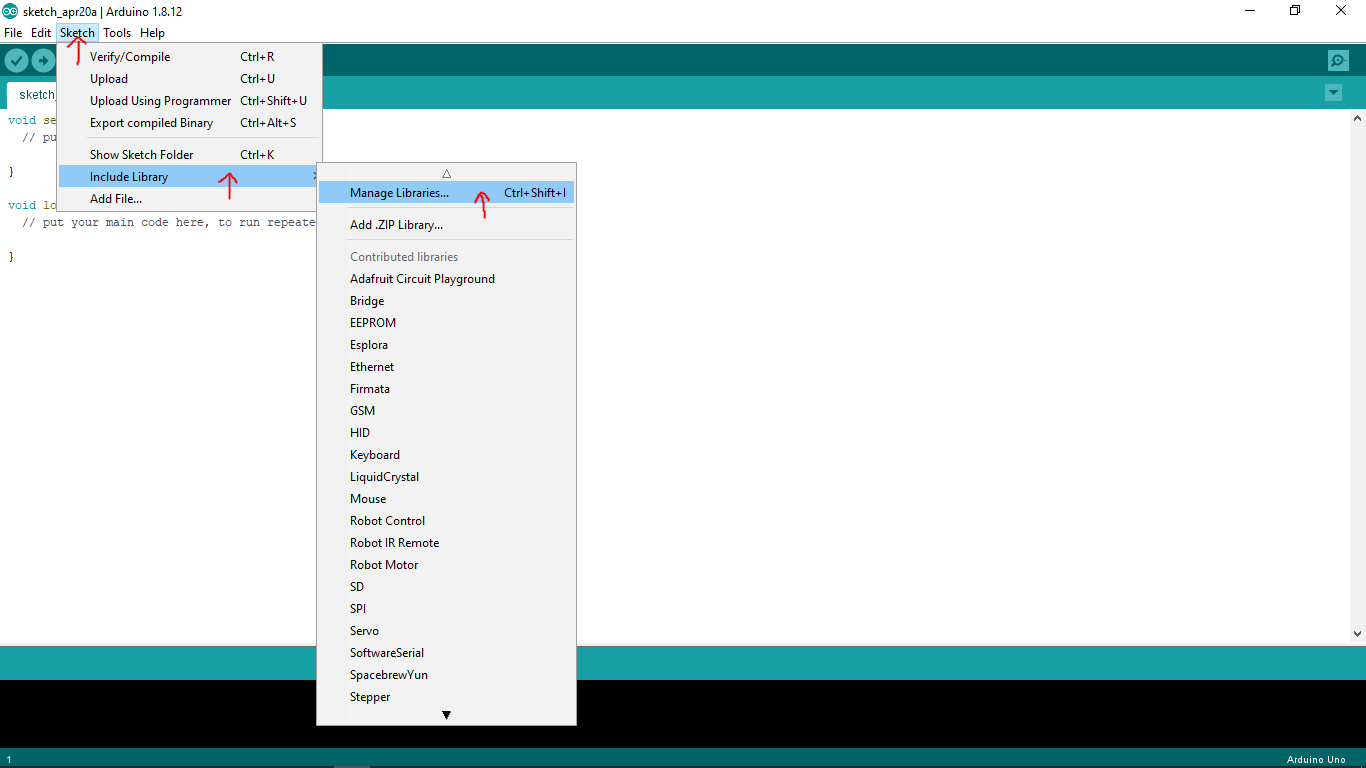 sketch_apr20a | Arduino 1.8.12
File Edit Sketch Tools Help
Verify/Compile Ctrl+R
Upload Ctrl+U
Upload Using Programmer Ctrl+Shift+U
Export compiled Binary Ctrl+Alt+S
Show Sketch Folder Ctrl+K
Include Library
Add File...
sketch_
void se
// pu
}
void lo
// put your main code here, to run repeate
}
Manage Libraries... Ctrl+Shift+I
Add .ZIP Library...
Contributed libraries
Adafruit Circuit Playground
Bridge
EEPROM
Esplora
Ethernet
Firmata
GSM
HID
Keyboard
LiquidCrystal
Mouse
Robot Control
Robot IR Remote
Robot Motor
SD
SPI
Servo
SoftwareSerial
SpacebrewYun
Stepper
1 Arduino Uno